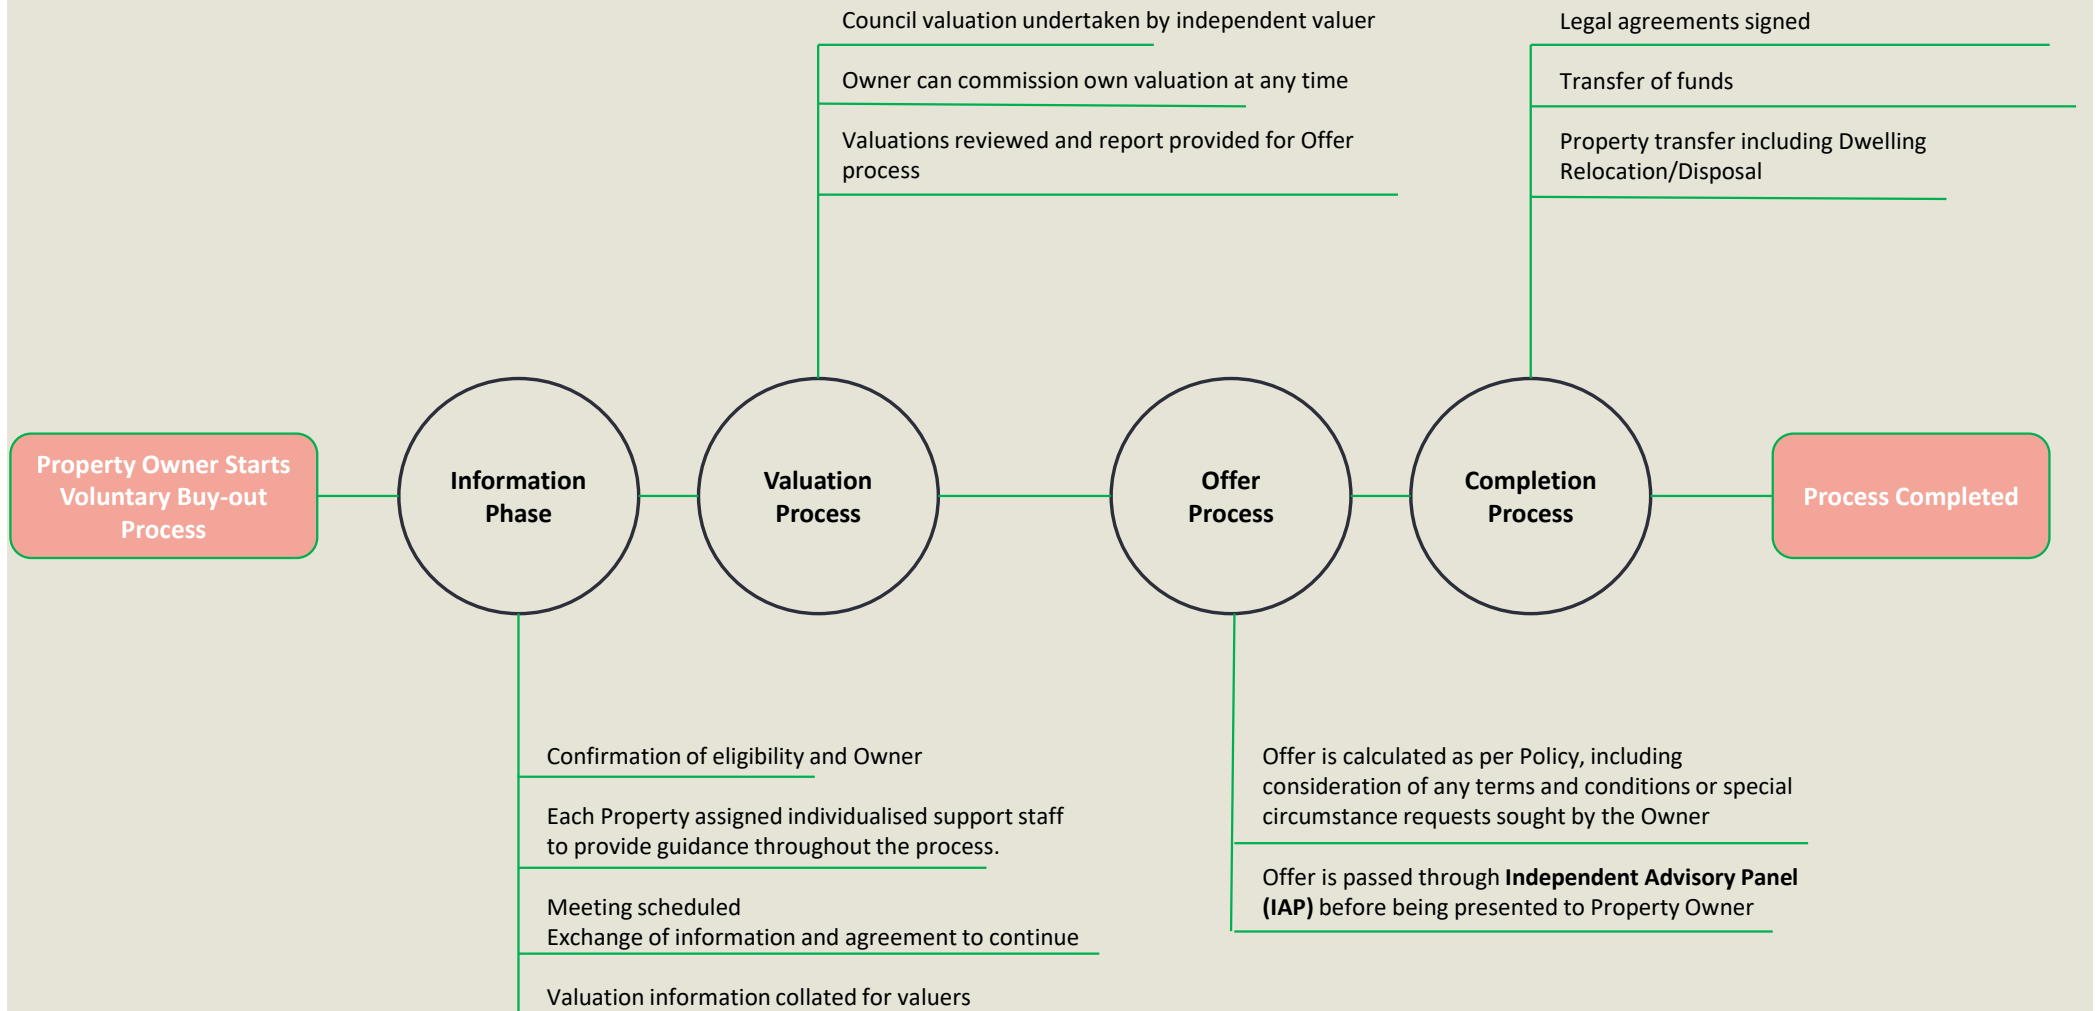 Council valuation undertaken by independent valuer
Owner can commission own valuation at any time
Valuations reviewed and report provided for Offer
process
Legal agreements signed
Transfer of funds
Property transfer including Dwelling
Relocation/Disposal
Property Owner Starts
Voluntary Buy-out
Process
Information
Phase
Valuation
Process
Offer
Process
Completion
Process
Process Completed
Confirmation of eligibility and Owner
Each Property assigned individualised support staff
to provide guidance throughout the process.
Meeting scheduled
Exchange of information and agreement to continue
Valuation information collated for valuers
Offer is calculated as per Policy, including
consideration of any terms and conditions or special
circumstance requests sought by the Owner
Offer is passed through Independent Advisory Panel
(IAP) before being presented to Property Owner